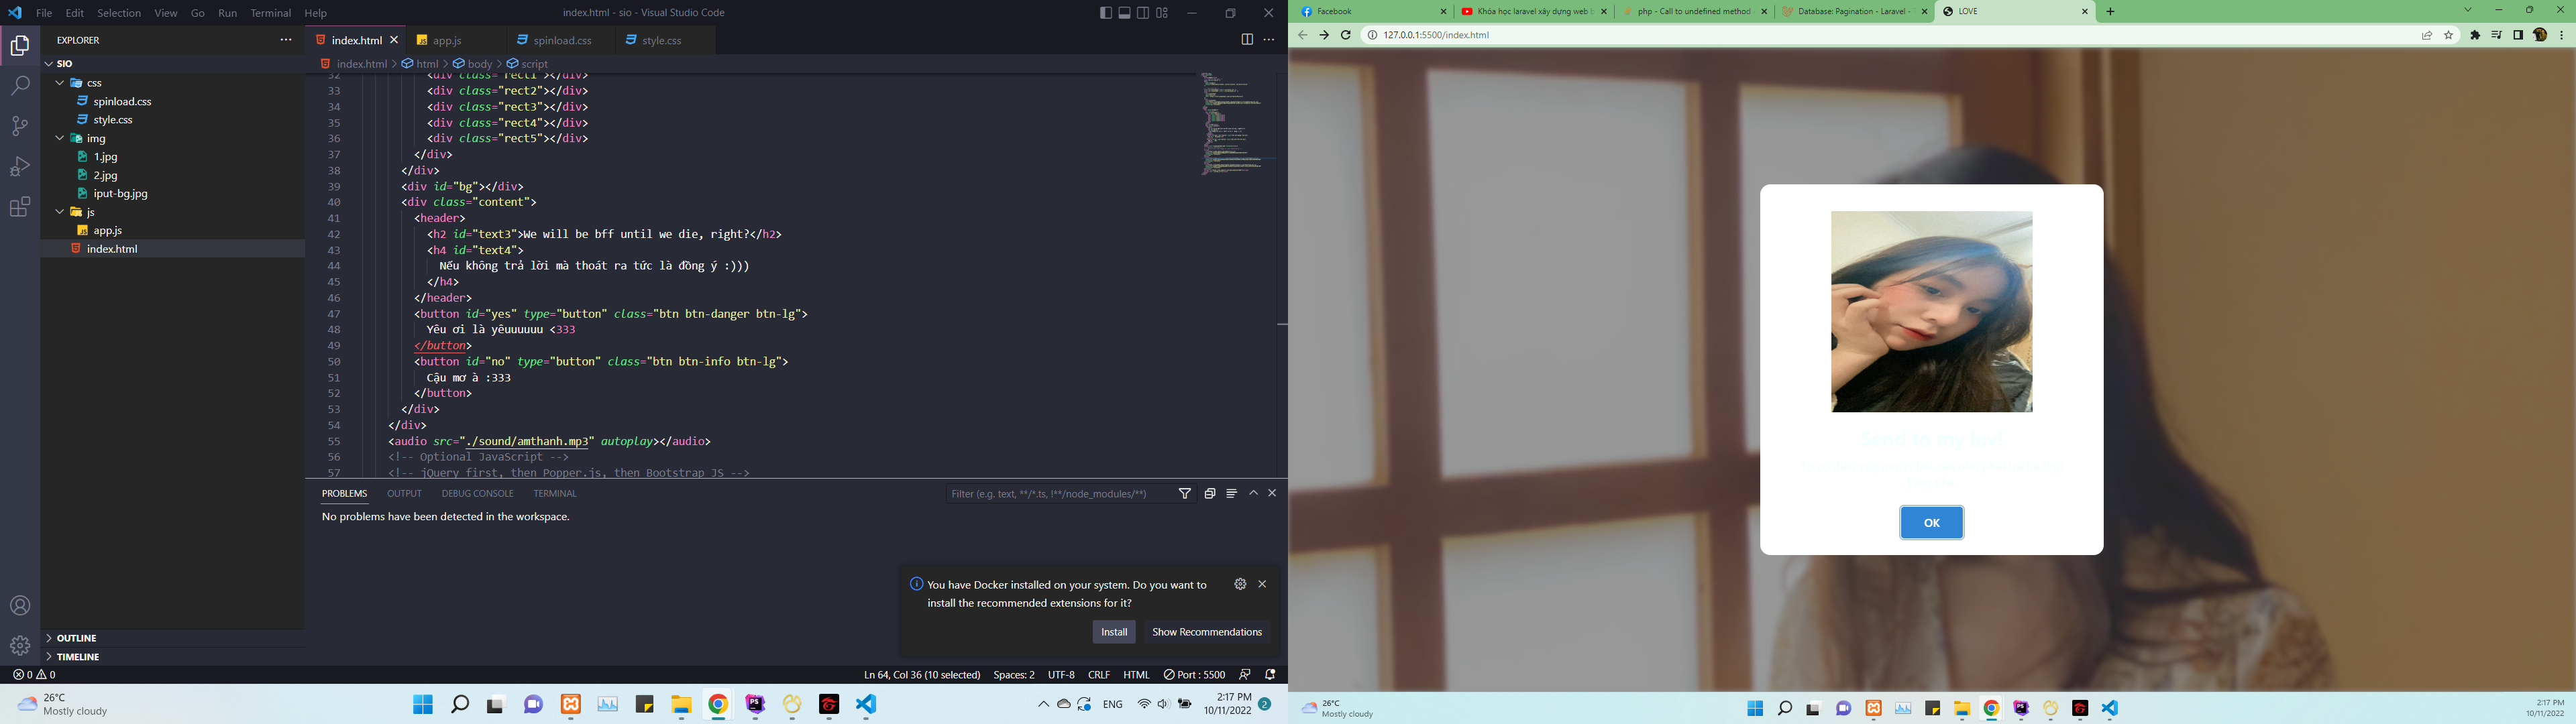 File Edit Selection View Go Run Terminal Help
index.html - sio - Visual Studio Code
EXPLORER
SIO
css
spinload.css
style.css
img
1.jpg
2.jpg
iput-bg.jpg
js
app.js
index.html
OUTLINE
TIMELINE
index.html app.js spinload.css style.css
index.html > html > body > script
32 <div class="rect1"></div>
33 <div class="rect2"></div>
34 <div class="rect3"></div>
35 <div class="rect4"></div>
36 <div class="rect5"></div>
37 </div>
38 </div>
39 <div id="bg"></div>
40 <div class="content">
41 <header>
42 <h2 id="text3">We will be bff until we die, right?</h2>
43 <h4 id="text4">
44 Nếu không trả lời mà thoát ra tức là đồng ý :)))
45 </h4>
46 </header>
47 <button id="yes" type="button" class="btn btn-danger btn-lg">
48 Yêu ơi là yêuuuuuu <333
49 </button>
50 <button id="no" type="button" class="btn btn-info btn-lg">
51 Cậu mơ à :333
52 </button>
53 </div>
54 </div>
55 <audio src="./sound/amthanh.mp3" autoplay></audio>
56 <!-- Optional JavaScript -->
57 <!-- jQuery first, then Popper.js, then Bootstrap JS -->
PROBLEMS OUTPUT DEBUG CONSOLE TERMINAL
Filter (e.g. text, **/*.ts, !**/node_modules/**)
No problems have been detected in the workspace.
You have Docker installed on your system. Do you want to
install the recommended extensions for it?
Install Show Recommendations
0 0
Ln 64, Col 36 (10 selected) Spaces: 2 UTF-8 CRLF HTML Port : 5500
26°C
Mostly cloudy
ENG
2:17 PM
10/11/2022
2
Facebook
Khóa học laravel xây dựng web
php - Call to undefined method
Database: Pagination - Laravel -
LOVE
127.0.0.1:5500/index.html
Send to my luv!
OK
26°C
Mostly cloudy
2:17 PM
10/11/2022